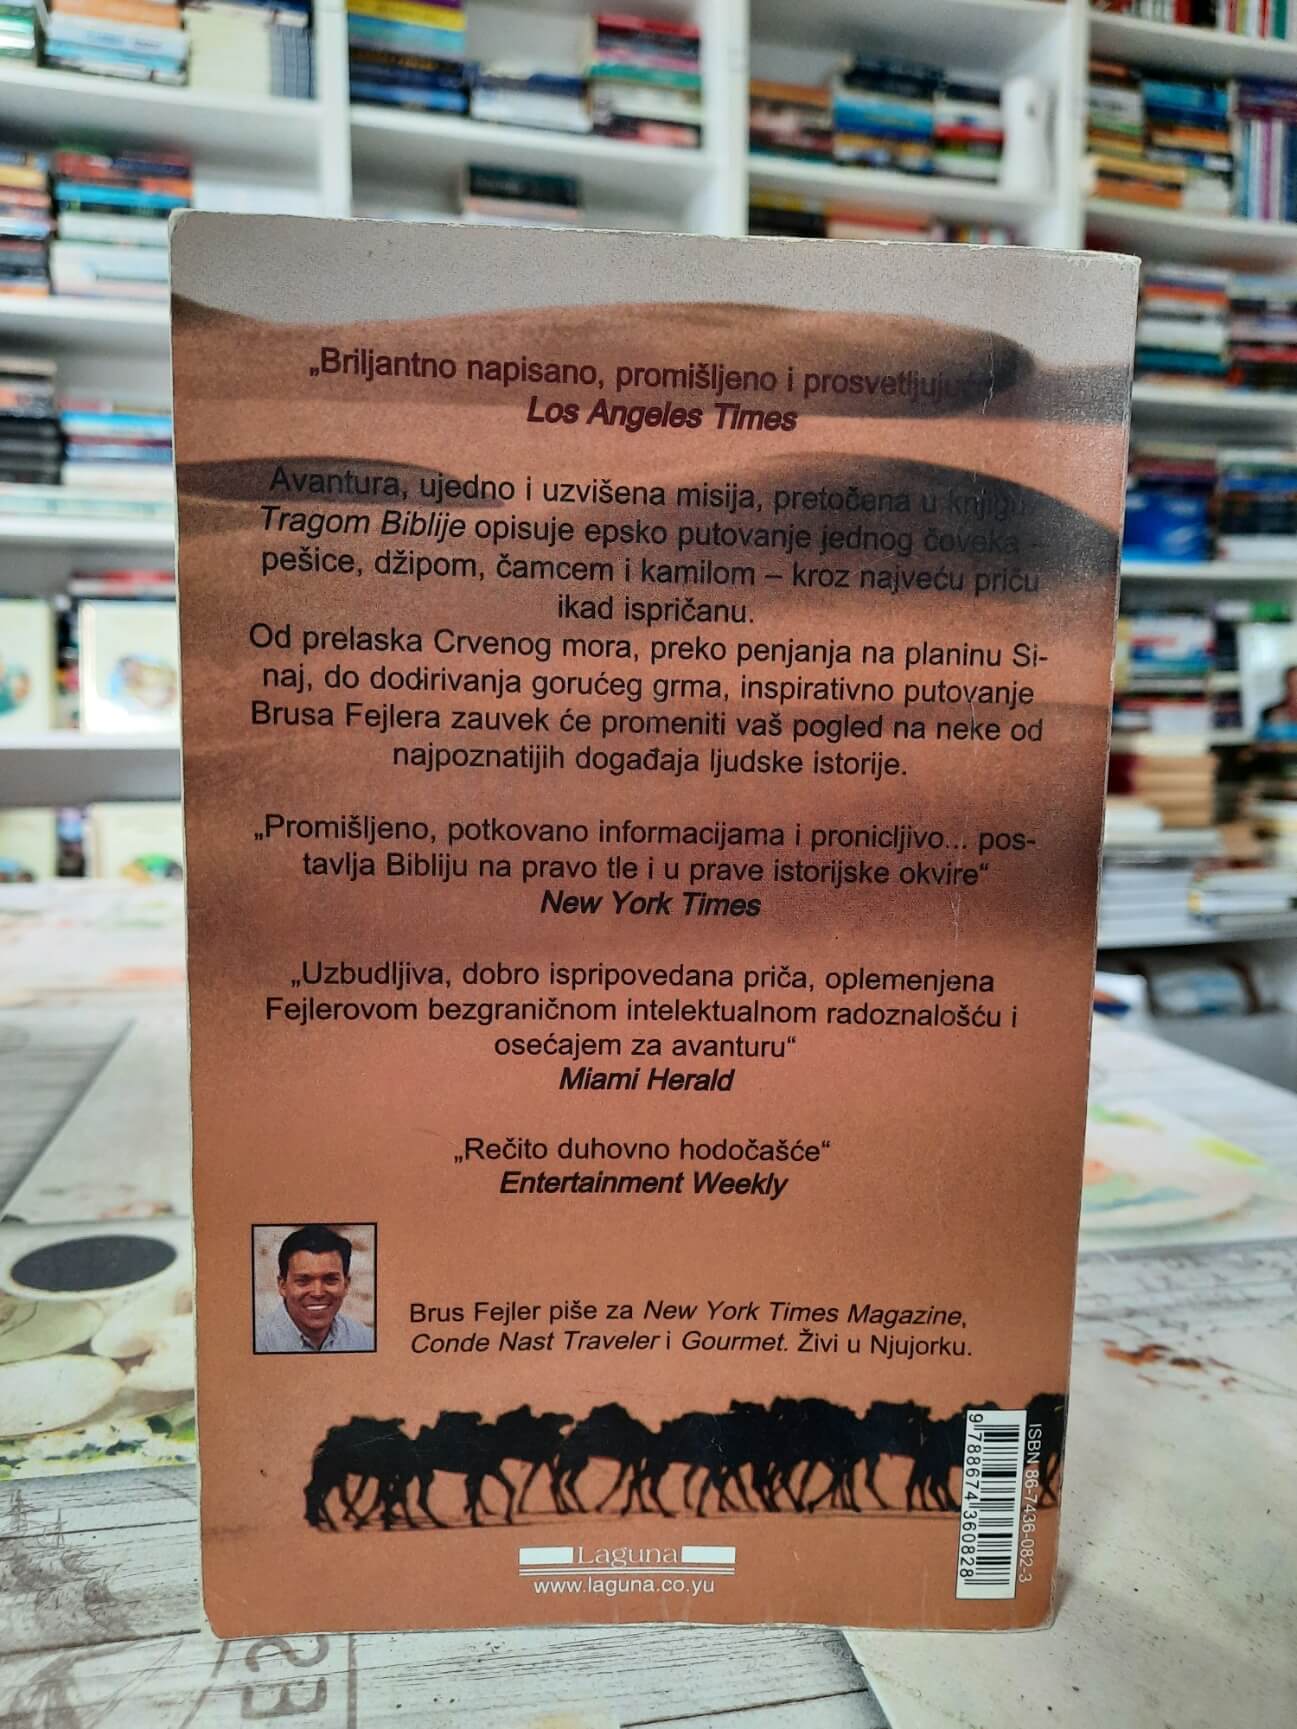 „Briljantno napisano, promišljeno i prosvetljujuće
Los Angeles Times
Avantura, ujedno i uzvišena misija, pretočena u knjigu.
Tragom Biblije opisuje epsko putovanje jednog čoveka –
pešice, džipom, čamcem i kamilom – kroz najveću priču
ikad ispričanu.
Od prelaska Crvenog mora, preko penjanja na planinu Si-
naj, do dodirivanja gorućeg grma, inspirativno putovanje
Brusa Fejlera zauvek će promeniti vaš pogled na neke od
najpoznatijih događaja ljudske istorije.
„Promišljeno, potkovano informacijama i pronicljivo... pos-
tavlja Bibliju na pravo tle i u prave istorijske okvire“
New York Times
„Uzbudljiva, dobro ispripovedana priča, oplemenjena
Fejlerovom bezgraničnom intelektualnom radoznalošću i
osećajem za avanturu“
Miami Herald
„Rečito duhovno hodočašće“
Entertainment Weekly
Brus Fejler piše za New York Times Magazine,
Conde Nast Traveler i Gourmet. Živi u Njujorku.
ISBN 86-7436-082-3
9788674360828
Laguna
www.laguna.co.yu